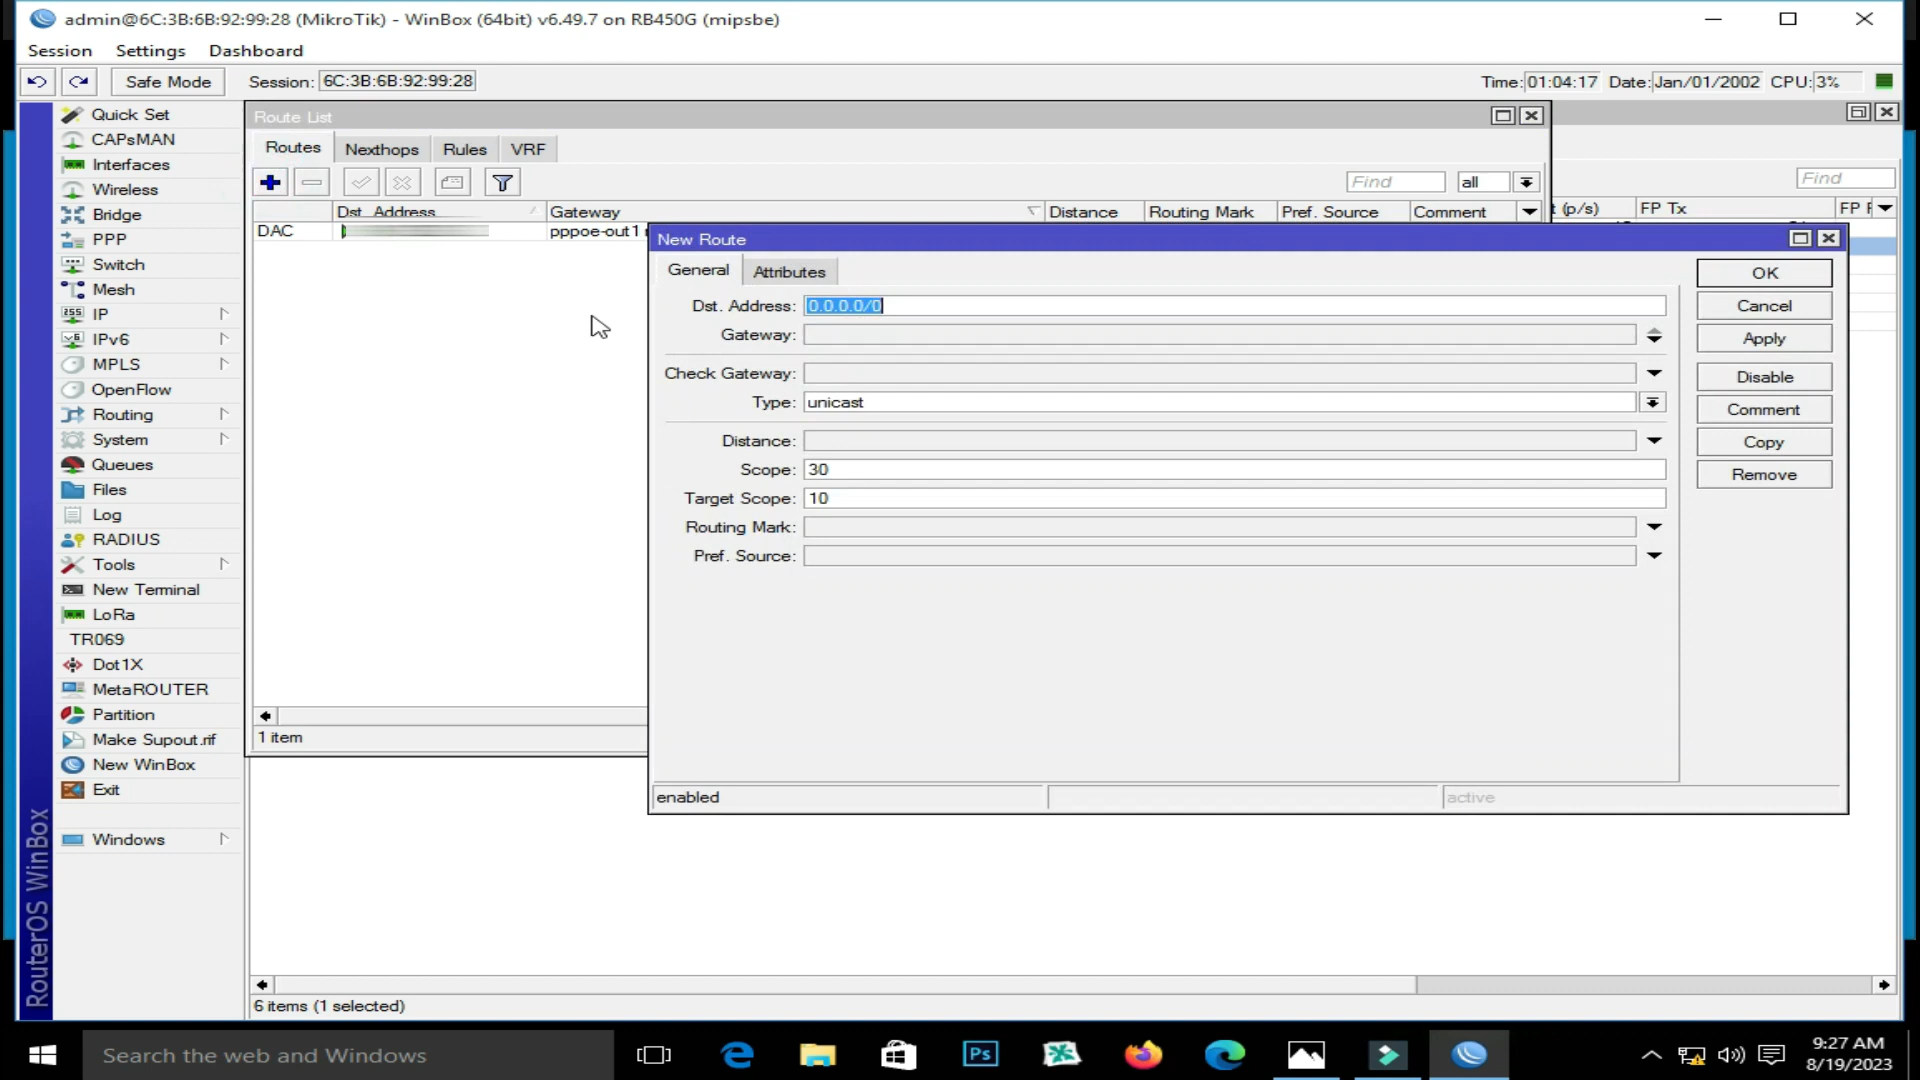 admin@6C:3B:6B:92:99:28 (MikroTik) - WinBox (64bit) v6.49.7 on RB450G (mipsbe)
Session Settings Dashboard
Safe Mode Session: 6C:3B:6B:92:99:28 Time: 01:04:17 Date: Jan/01/2002 CPU: 3%
Quick Set
CAPsMAN
Interfaces
Wireless
Bridge
PPP
Switch
Mesh
IP
IPv6
MPLS
OpenFlow
Routing
System
Queues
Files
Log
RADIUS
Tools
New Terminal
LoRa
TR069
Dot1X
MetaROUTER
Partition
Make Supout.rif
New WinBox
Exit
Windows
RouterOS WinBox
Route List
Routes Nexthops Rules VRF
Find all
Dst. Address Gateway Distance Routing Mark Pref. Source Comment
DAC pppoe-out1
1 item
Find
(p/s) FP Tx FP
New Route
General Attributes
Dst. Address: 0.0.0.0/0
Gateway:
Check Gateway:
Type: unicast
Distance:
Scope: 30
Target Scope: 10
Routing Mark:
Pref. Source:
OK
Cancel
Apply
Disable
Comment
Copy
Remove
enabled active
6 items (1 selected)
Search the web and Windows
Ps
9:27 AM
8/19/2023